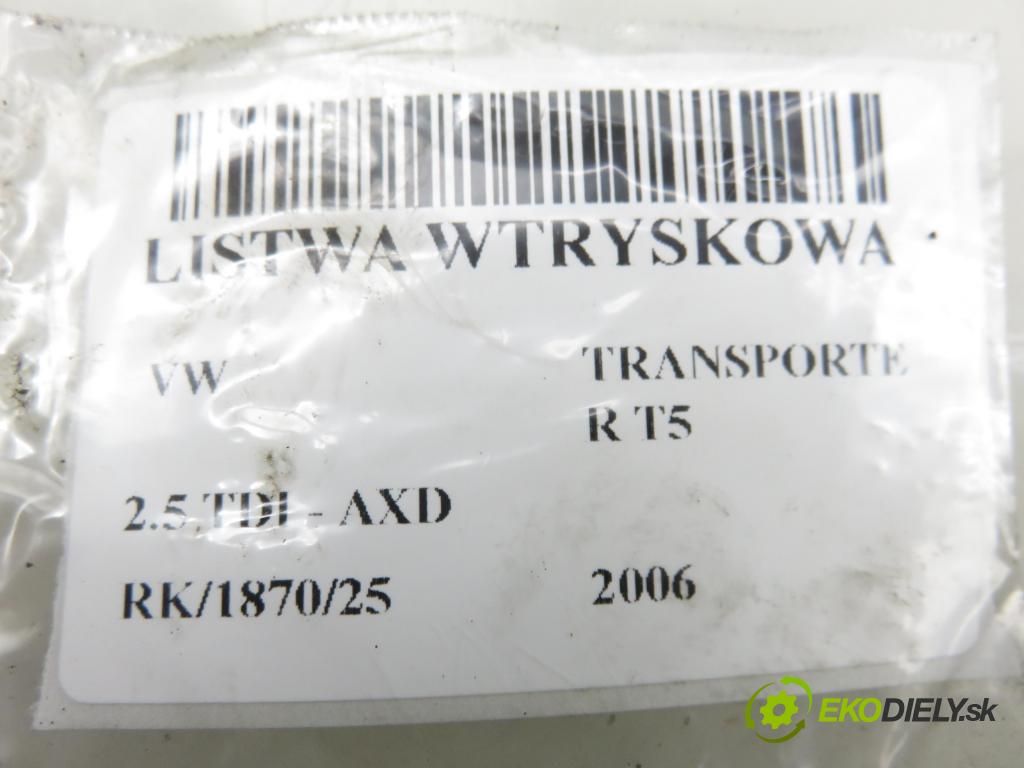 LISTWA WTRYSKOWA
VW
TRANSPORTE
R T5
2.5 TDI - AXD
RK/1870/25
2006
EKODIELY.sk